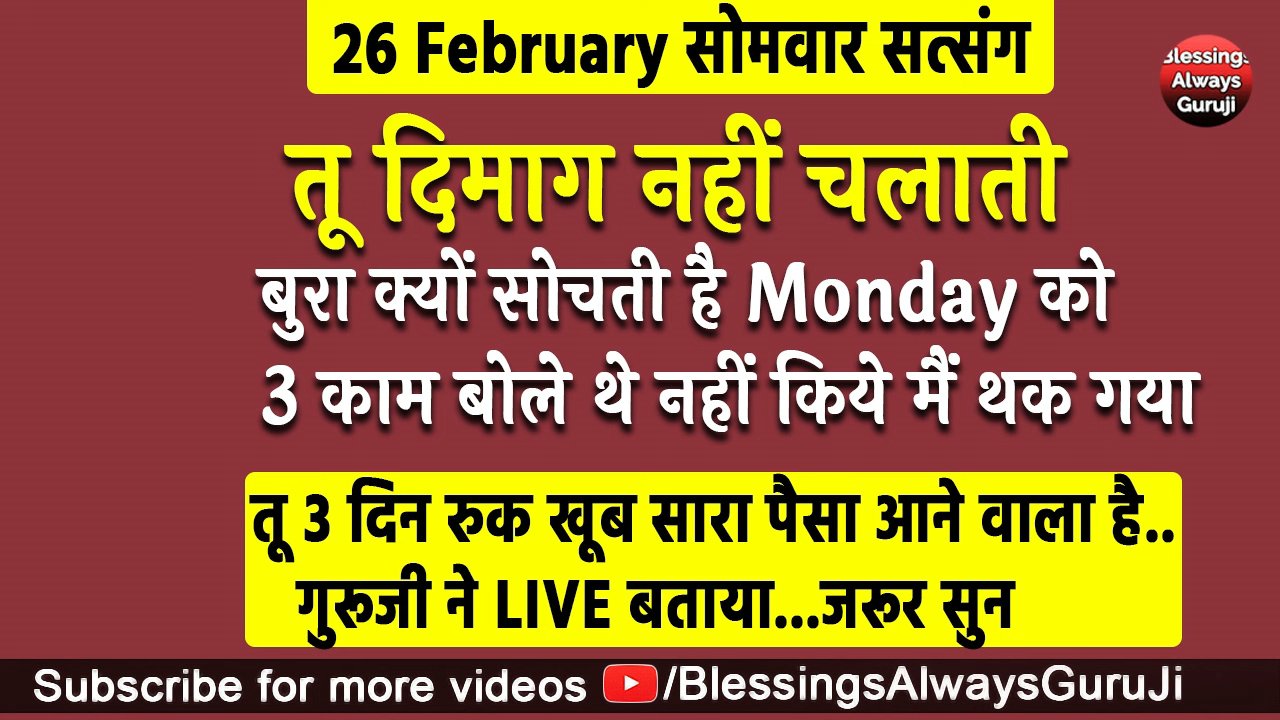 26 February सोमवार सत्संग
Blessings
Always
Guruji
तू दिमाग नहीं चलाती
बुरा क्यों सोचती है Monday को
3 काम बोले थे नहीं किये मैं थक गया
तू 3 दिन रुक खूब सारा पैसा आने वाला है..
गुरूजी ने LIVE बताया...जरूर सुन
Subscribe for more videos /BlessingsAlwaysGuruJi